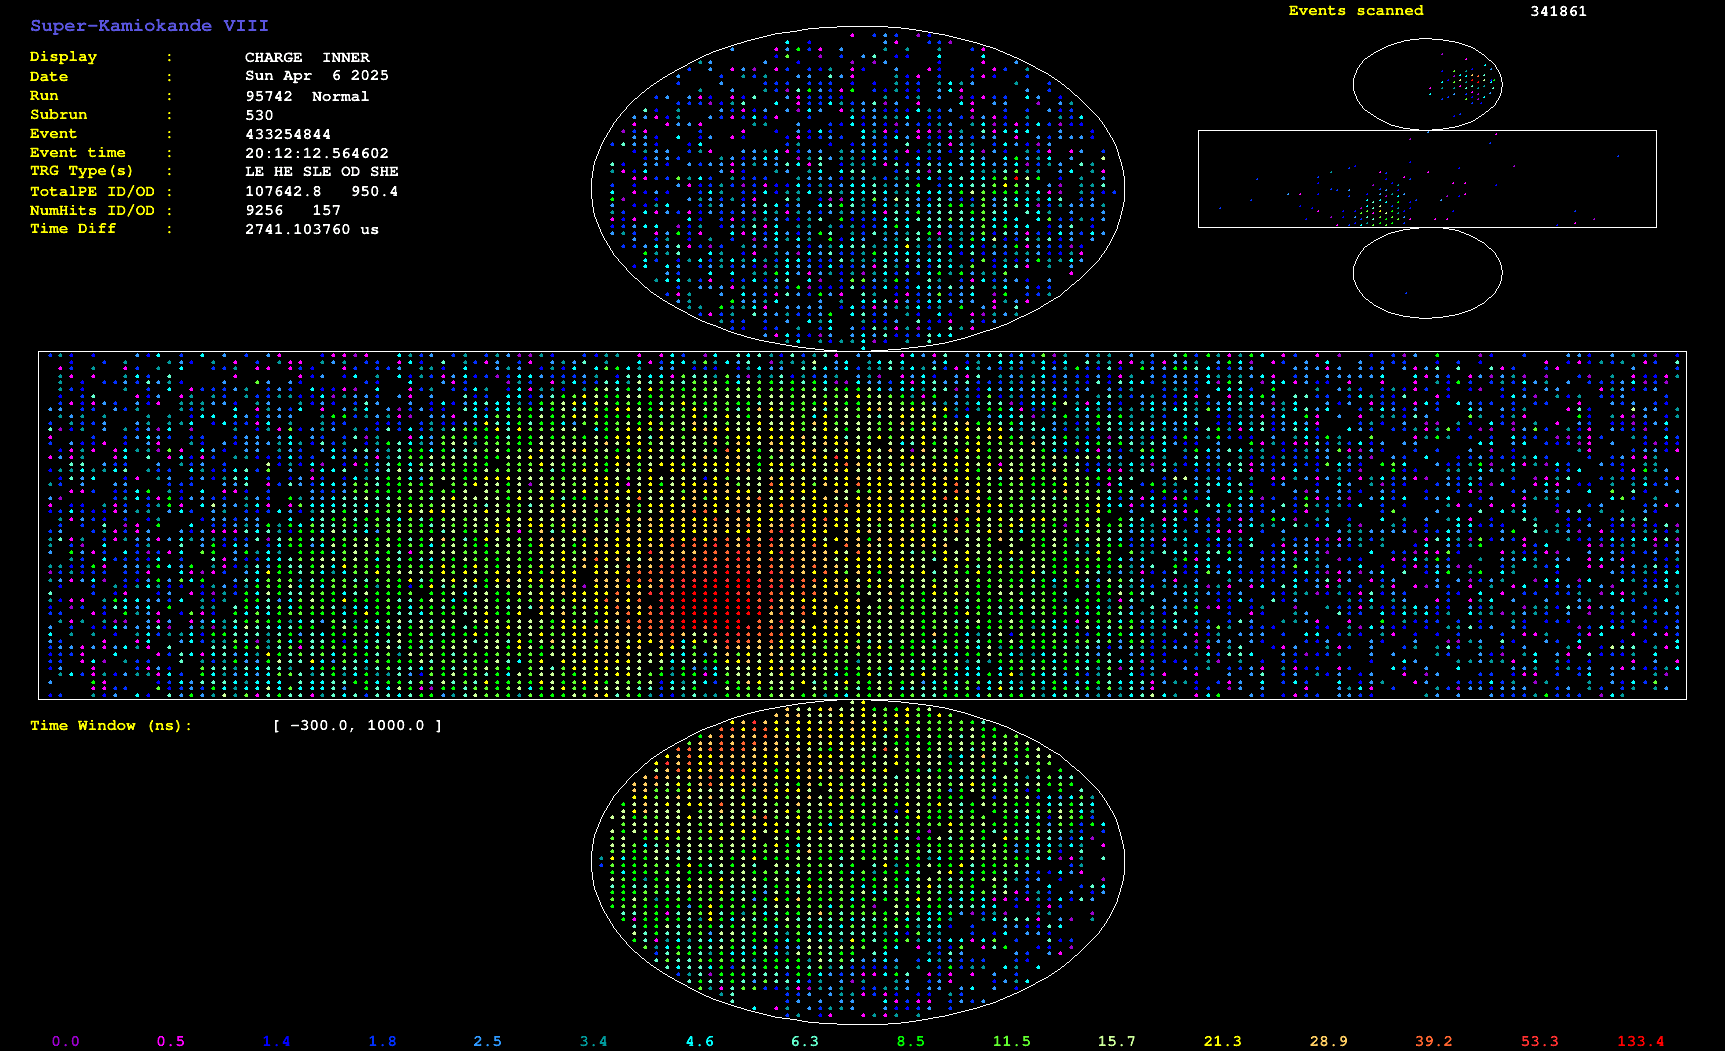 Super-Kamiokande VIII
Display : CHARGE INNER
Date : Sun Apr 6 2025
Run : 95742 Normal
Subrun : 530
Event : 433254844
Event time : 20:12:12.564602
TRG Type(s) : LE HE SLE OD SHE
TotalPE ID/OD : 107642.8 950.4
NumHits ID/OD : 9256 157
Time Diff : 2741.103760 us
Events scanned 341861
Time Window (ns): [ -300.0, 1000.0 ]
0.0 0.5 1.4 1.8 2.5 3.4 4.6 6.3 8.5 11.5 15.7 21.3 28.9 39.2 53.3 133.4